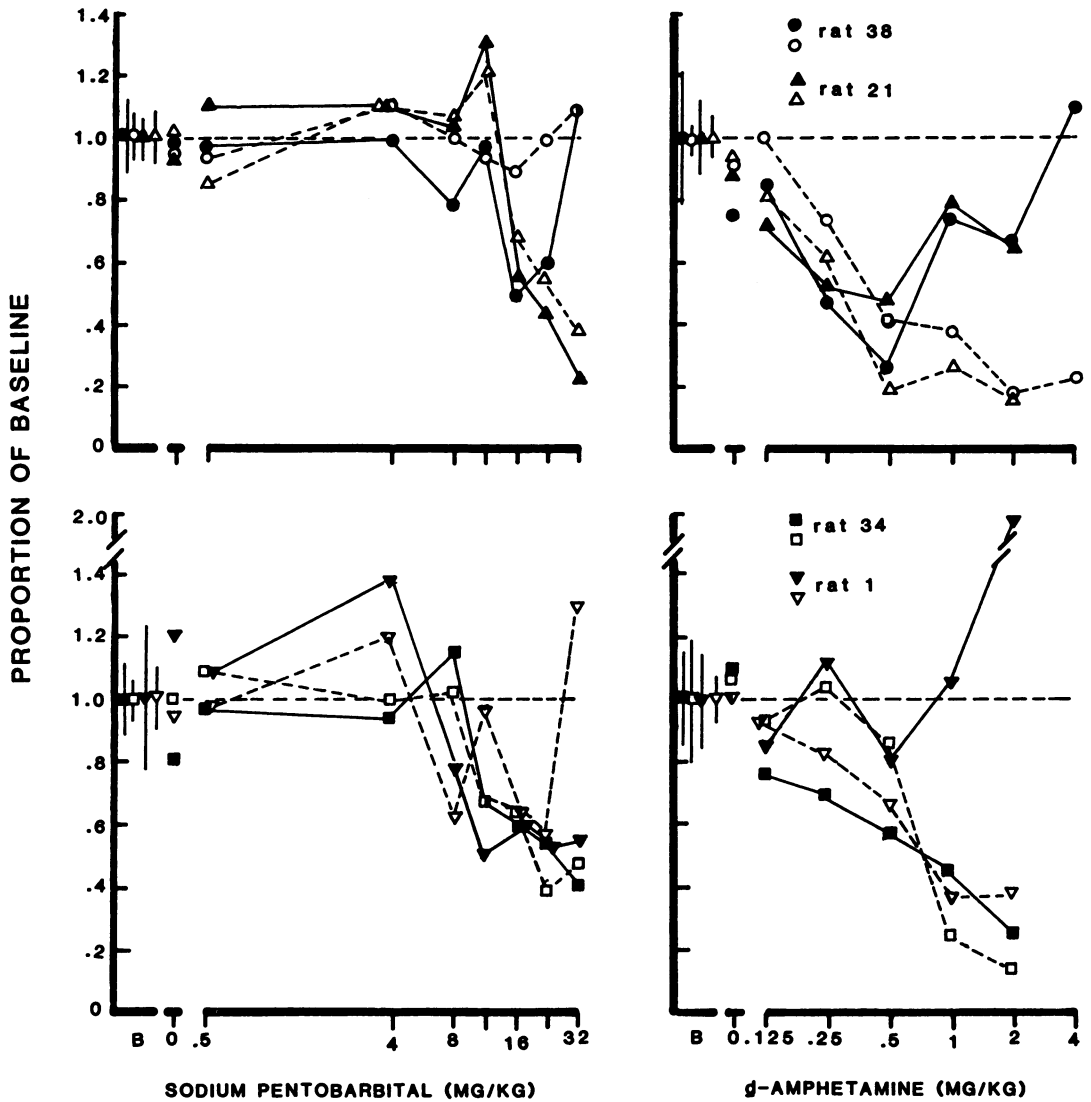 PROPORTION OF BASELINE
1.4
1.2
1.0
.8
.6
.4
.2
0
rat 38
rat 21
2.0
1.4
1.2
1.0
.8
.6
.4
.2
0
rat 34
rat 1
B 0 .5 4 8 16 32
B 0 .125 .25 .5 1 2 4
SODIUM PENTOBARBITAL (MG/KG)
d-AMPHETAMINE (MG/KG)